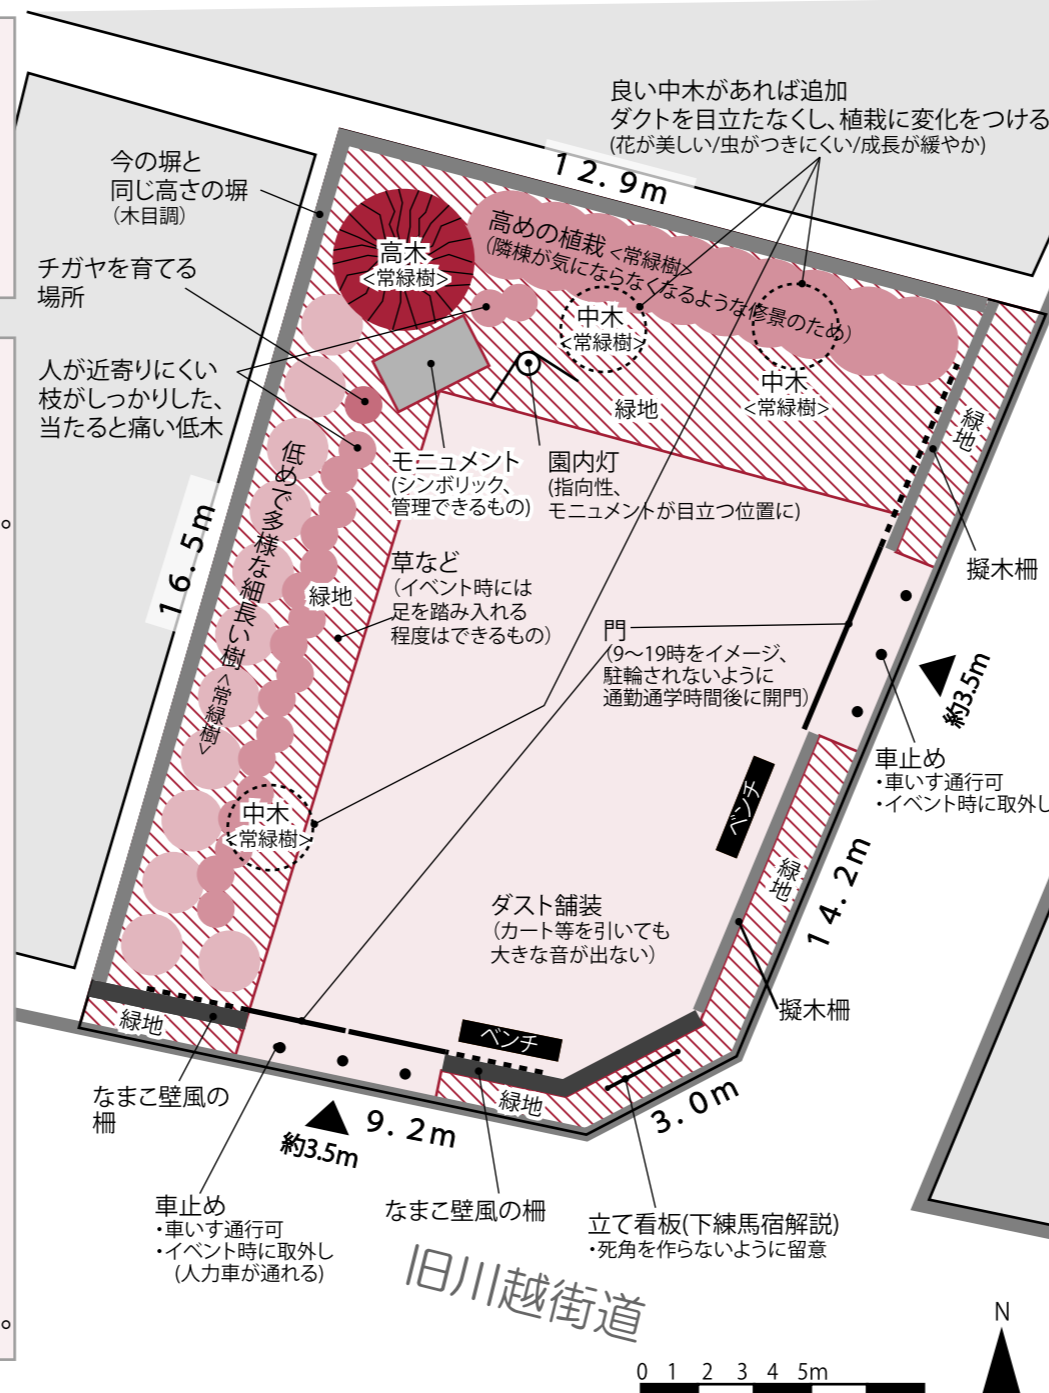 良い中木があれば追加
ダクトを目立たなくし、植栽に変化をつける
(花が美しい/虫がつきにくい/成長が緩やか)
12.9m
今の塀と
同じ高さの塀
(木目調)
高木
<常緑樹>
高めの植栽<常緑樹>
(隣棟が気にならなくなるような修景のため)
チガヤを育てる
場所
中木
<常緑樹>
中木
<常緑樹>
人が近寄りにくい
枝がしっかりした、
当たると痛い低木
緑地
緑地
モニュメント
(シンボリック、
管理できるもの)
園内灯
(指向性、
モニュメントが目立つ位置に)
低めで多様な細長い樹<常緑樹>
16.5m
擬木柵
草など
(イベント時には
足を踏み入れる
程度はできるもの)
緑地
門
(9〜19時をイメージ、
駐輪されないように
通勤通学時間後に開門)
約3.5m
車止め
・車いす通行可
・イベント時に取外し
ベンチ
中木
<常緑樹>
緑地
14.2m
ダスト舗装
(カート等を引いても
大きな音が出ない)
擬木柵
緑地
ベンチ
なまこ壁風の
柵
緑地
3.0m
9.2m
約3.5m
車止め
・車いす通行可
・イベント時に取外し
(人力車が通れる)
なまこ壁風の柵
立て看板(下練馬宿解説)
・死角を作らないように留意
旧川越街道
N
0 1 2 3 4 5m
。
。